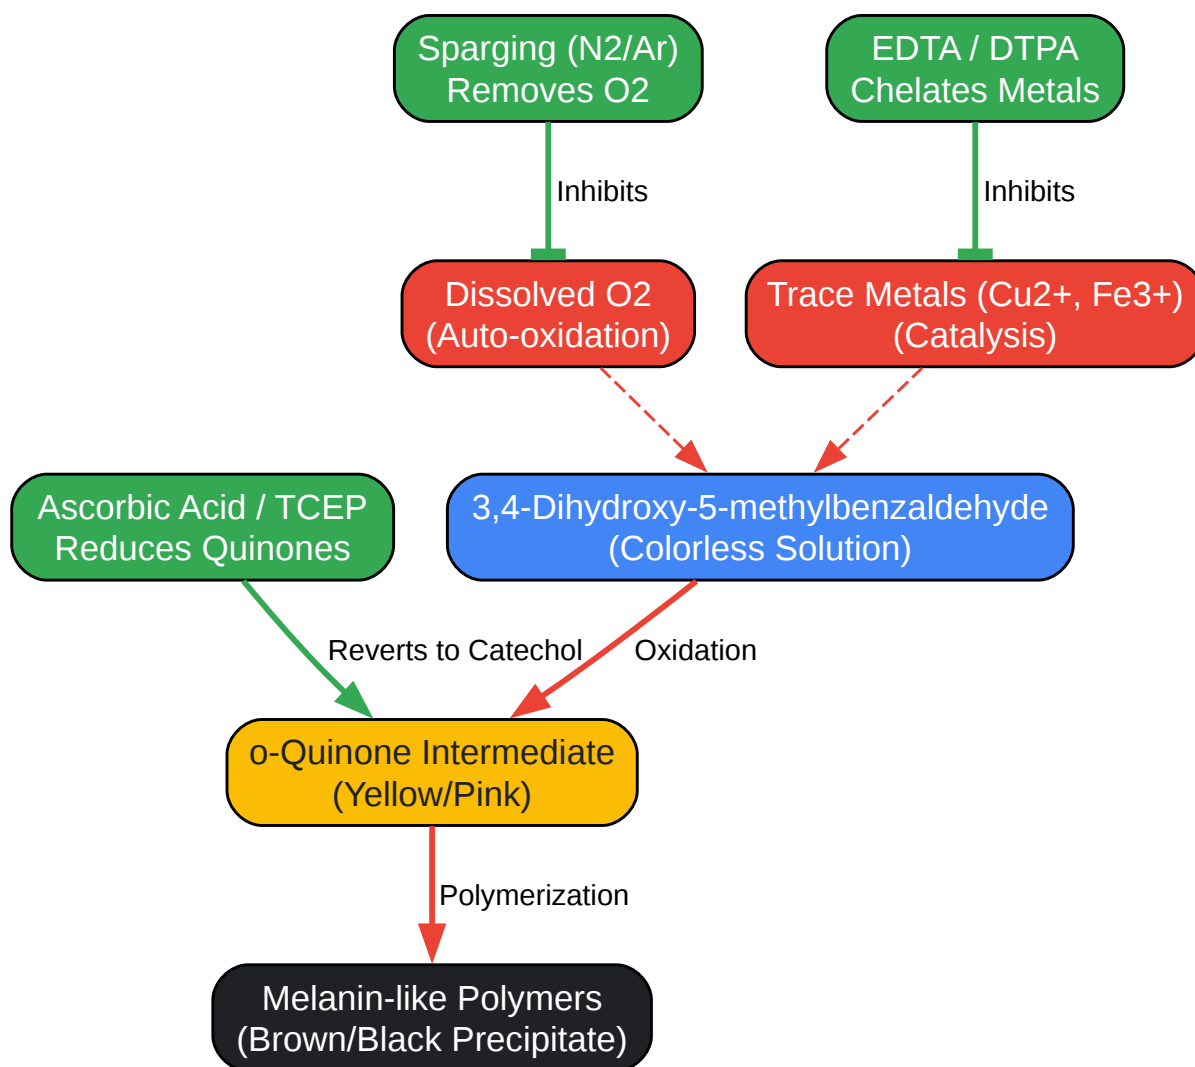 Sparging (N2/Ar)
Removes O2
EDTA / DTPA
Chelates Metals
Inhibits
Inhibits
Dissolved O2
(Auto-oxidation)
Trace Metals (Cu2+, Fe3+)
(Catalysis)
Ascorbic Acid / TCEP
Reduces Quinones
3,4-Dihydroxy-5-methylbenzaldehyde
(Colorless Solution)
Reverts to Catechol
Oxidation
o-Quinone Intermediate
(Yellow/Pink)
Polymerization
Melanin-like Polymers
(Brown/Black Precipitate)